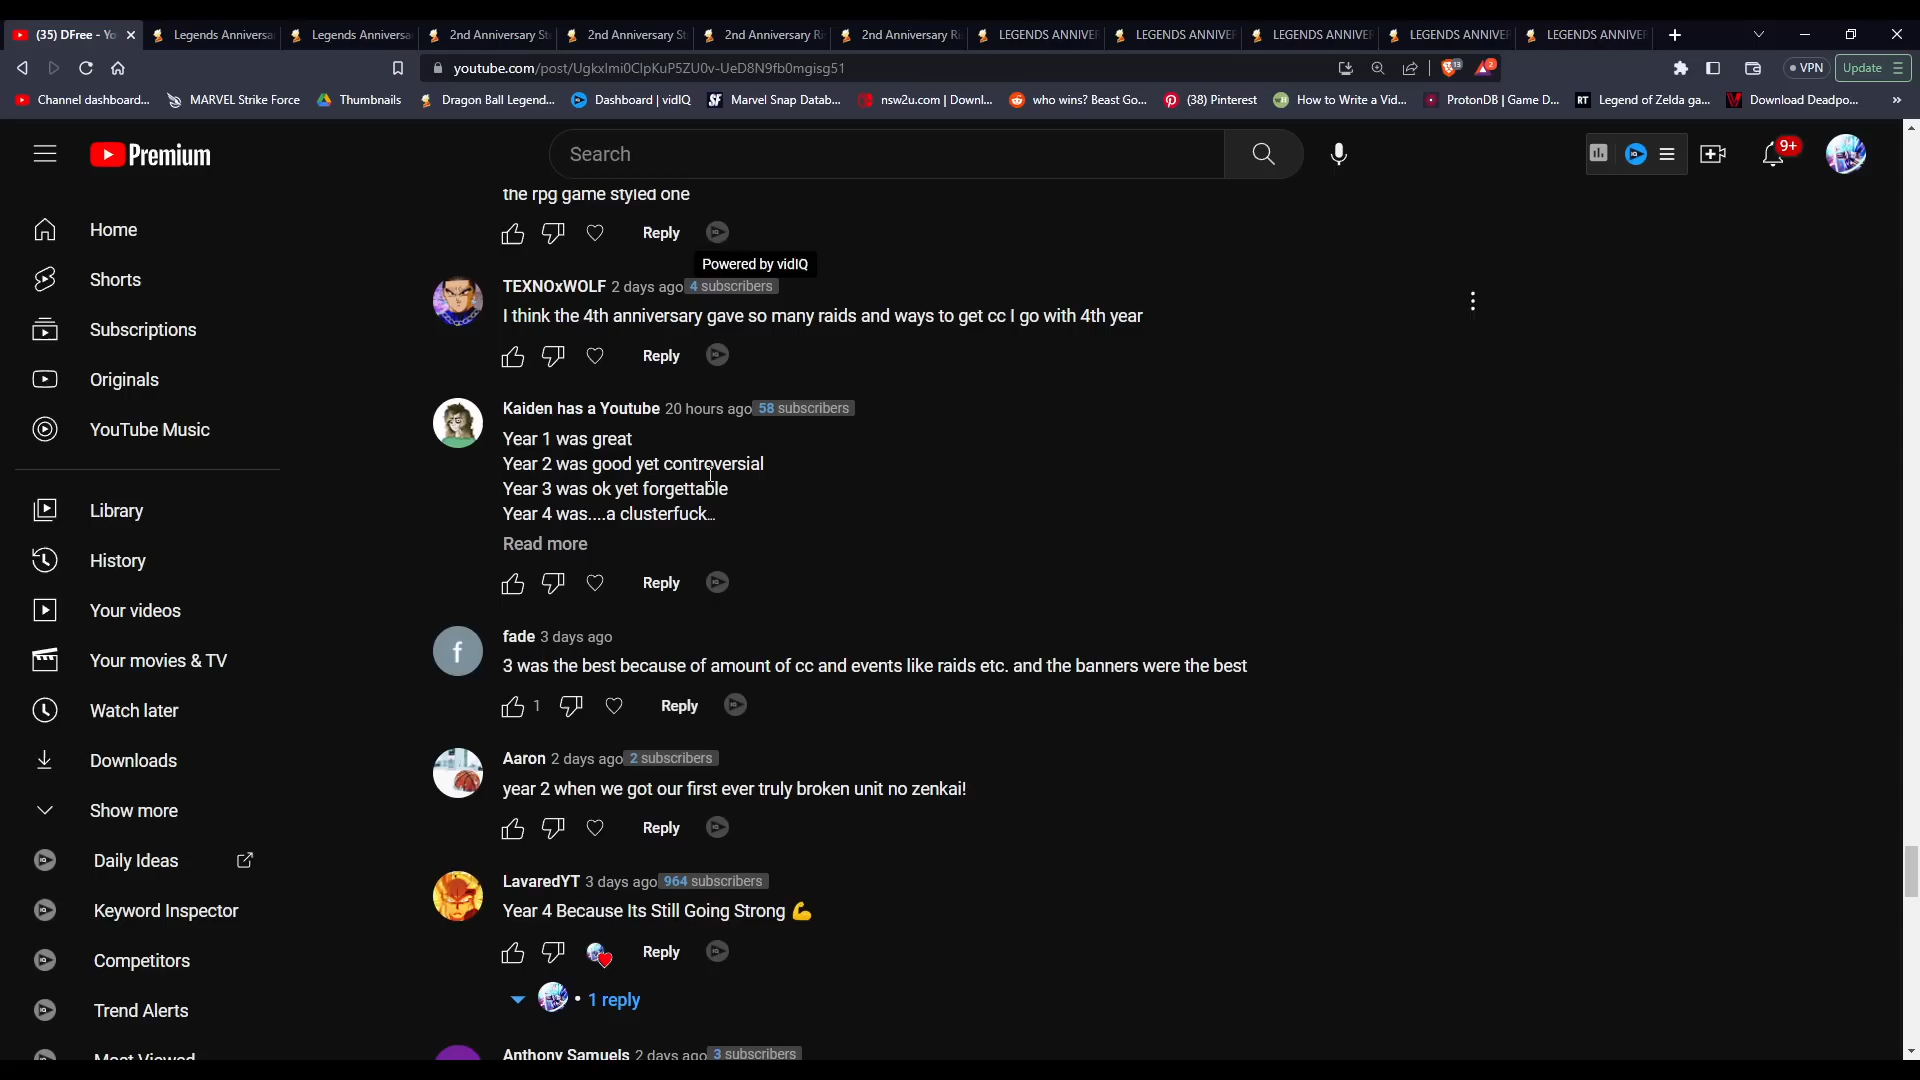 (35) DFree - Yo
Legends Anniversa
Legends Anniversa
2nd Anniversary St
2nd Anniversary St
2nd Anniversary Ri
2nd Anniversary Ri
LEGENDS ANNIVER
LEGENDS ANNIVER
LEGENDS ANNIVER
LEGENDS ANNIVER
LEGENDS ANNIVER
13
2
VPN
Update
Channel dashboard...
MARVEL Strike Force
Thumbnails
Dragon Ball Legend...
Dashboard | vidIQ
Marvel Snap Datab...
nsw2u.com | Downl...
who wins? Beast Go...
(38) Pinterest
How to Write a Vid...
ProtonDB | Game D...
Legend of Zelda ga...
Download Deadpo...
Premium
Search
9+
Home
Shorts
Subscriptions
Originals
YouTube Music
Library
History
Your videos
Your movies & TV
Watch later
Downloads
Show more
Daily Ideas
Keyword Inspector
Competitors
Trend Alerts
Most Viewed
the rpg game styled one
Reply
Powered by vidIQ
TEXNOxWOLF 2 days ago 4 subscribers
I think the 4th anniversary gave so many raids and ways to get cc I go with 4th year
Reply
Kaiden has a Youtube 20 hours ago 58 subscribers
Year 1 was great
Year 2 was good yet controversial
Year 3 was ok yet forgettable
Year 4 was....a clusterfuck...
Read more
Reply
f
fade 3 days ago
3 was the best because of amount of cc and events like raids etc. and the banners were the best
1 Reply
Aaron 2 days ago 2 subscribers
year 2 when we got our first ever truly broken unit no zenkai!
Reply
LavaredYT 3 days ago 964 subscribers
Year 4 Because Its Still Going Strong 💪
Reply
• 1 reply
Anthony Samuels 2 days ago 3 subscribers